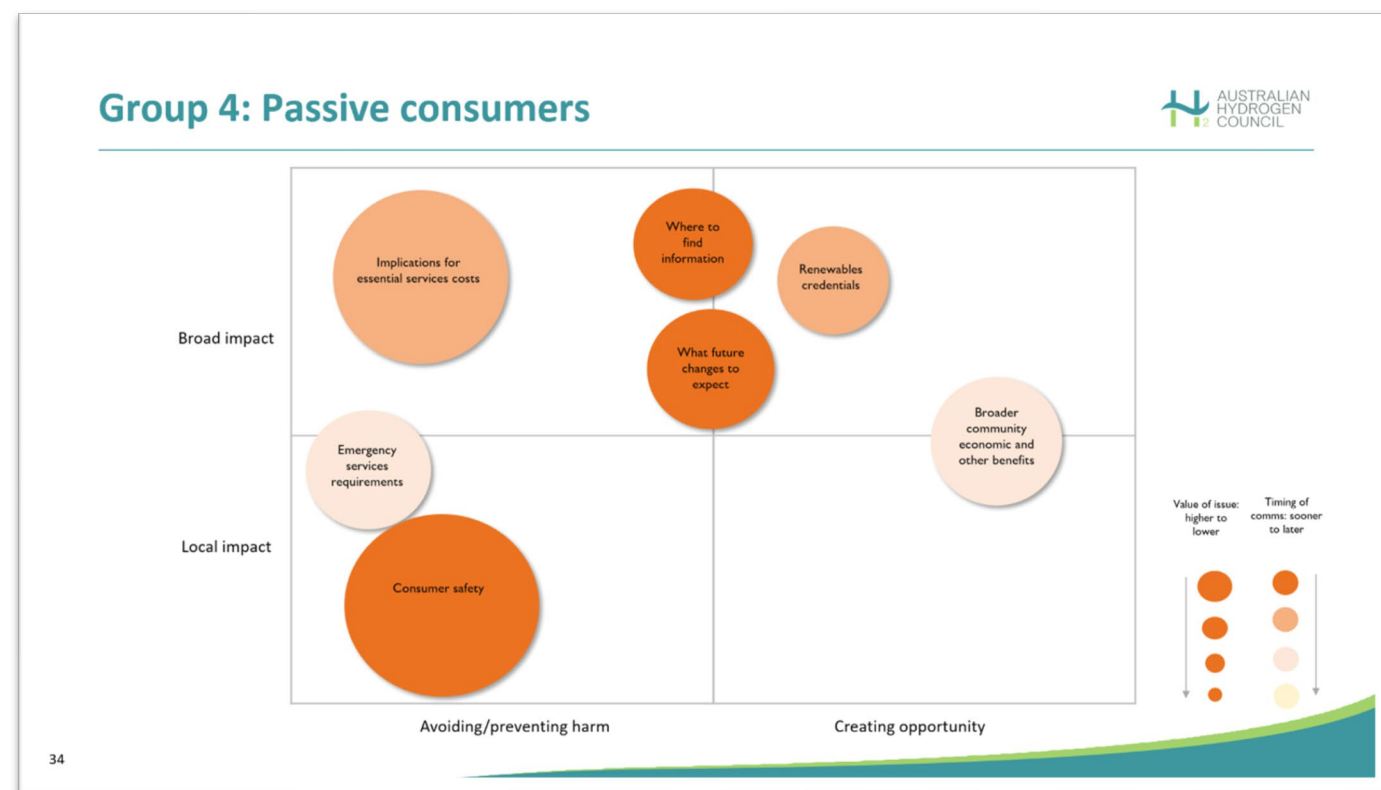 Group 4: Passive consumers
AUSTRALIAN
HYDROGEN
COUNCIL
H2
Implications for
essential services costs
Where to
find
information
Renewables
credentials
Broad impact
What future
changes to
expect
Broader
community
economic and
other benefits
Emergency
services
requirements
Local impact
Consumer safety
Value of issue:
higher to
lower
Timing of
comms: sooner
to later
Avoiding/preventing harm
Creating opportunity
34